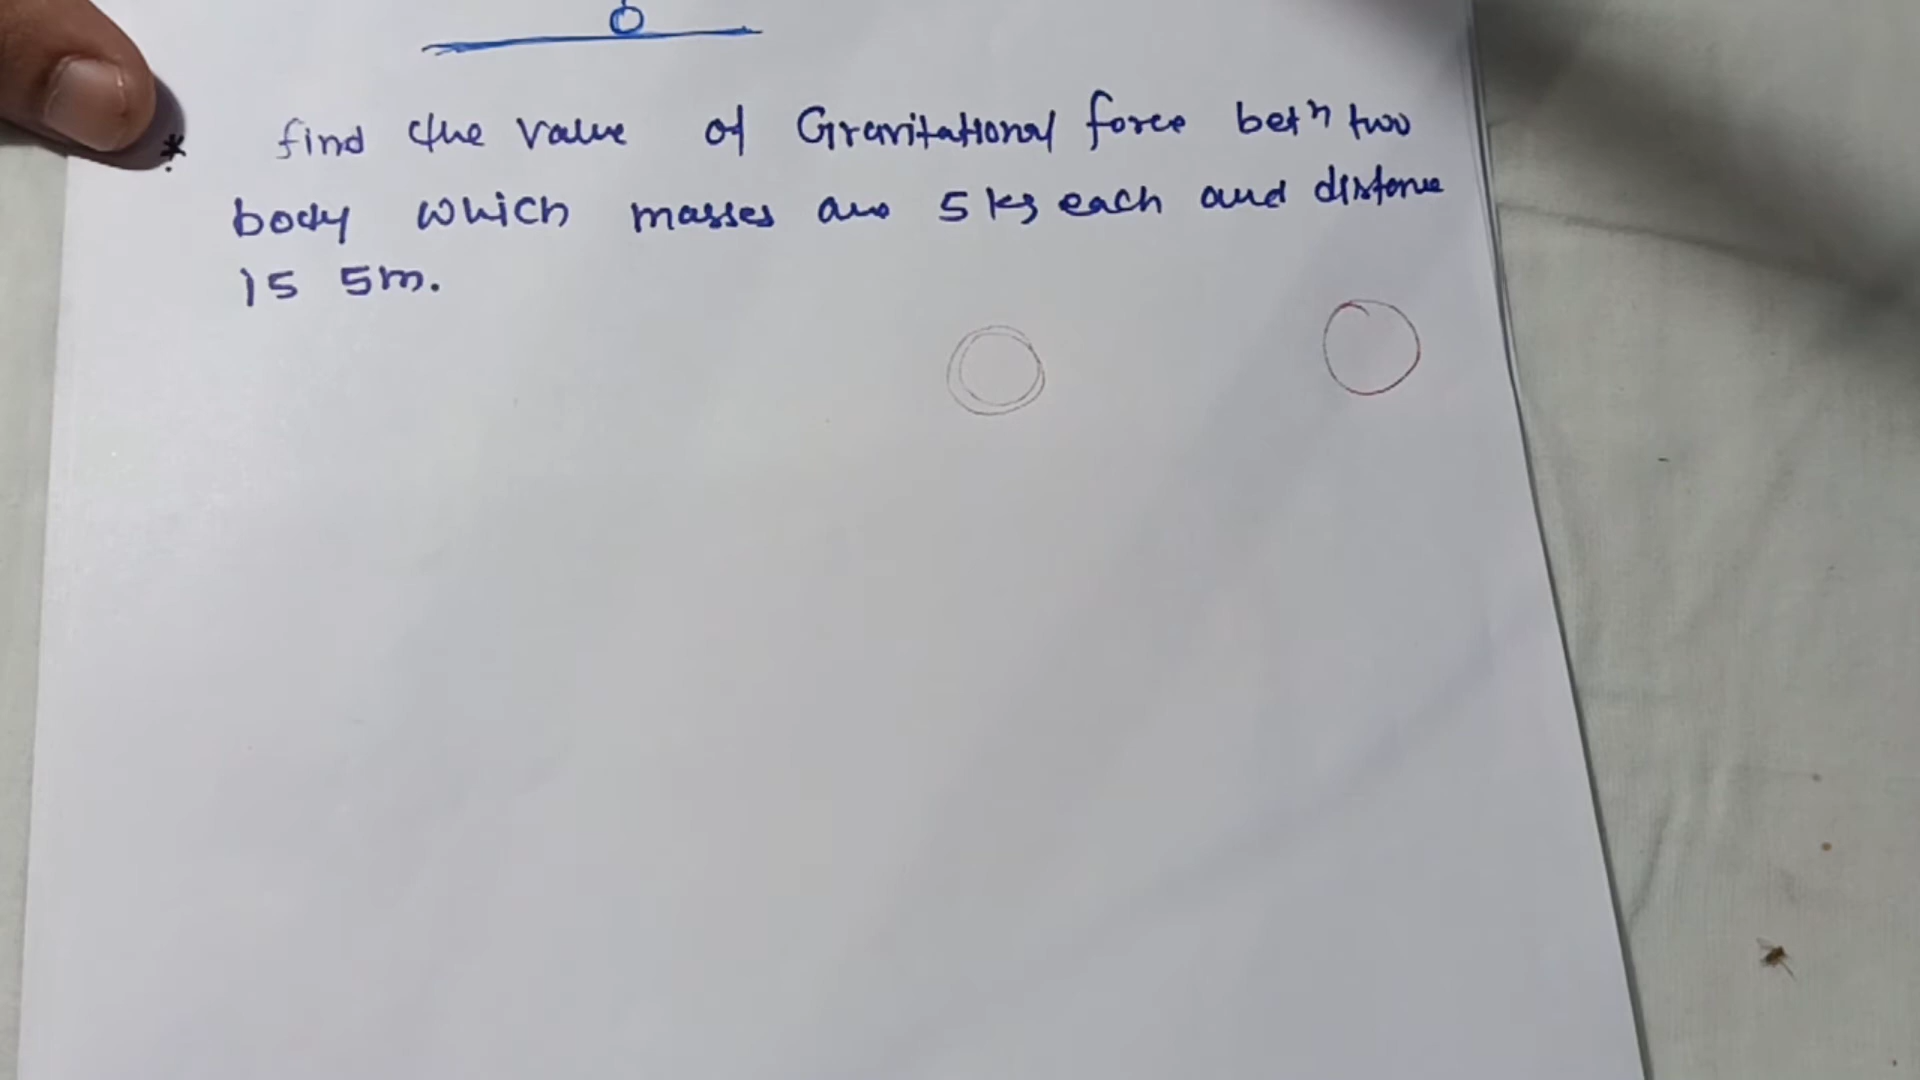 * find the value of Gravitational force betn two
body which masses are 5 kg each and distance
is 5m.